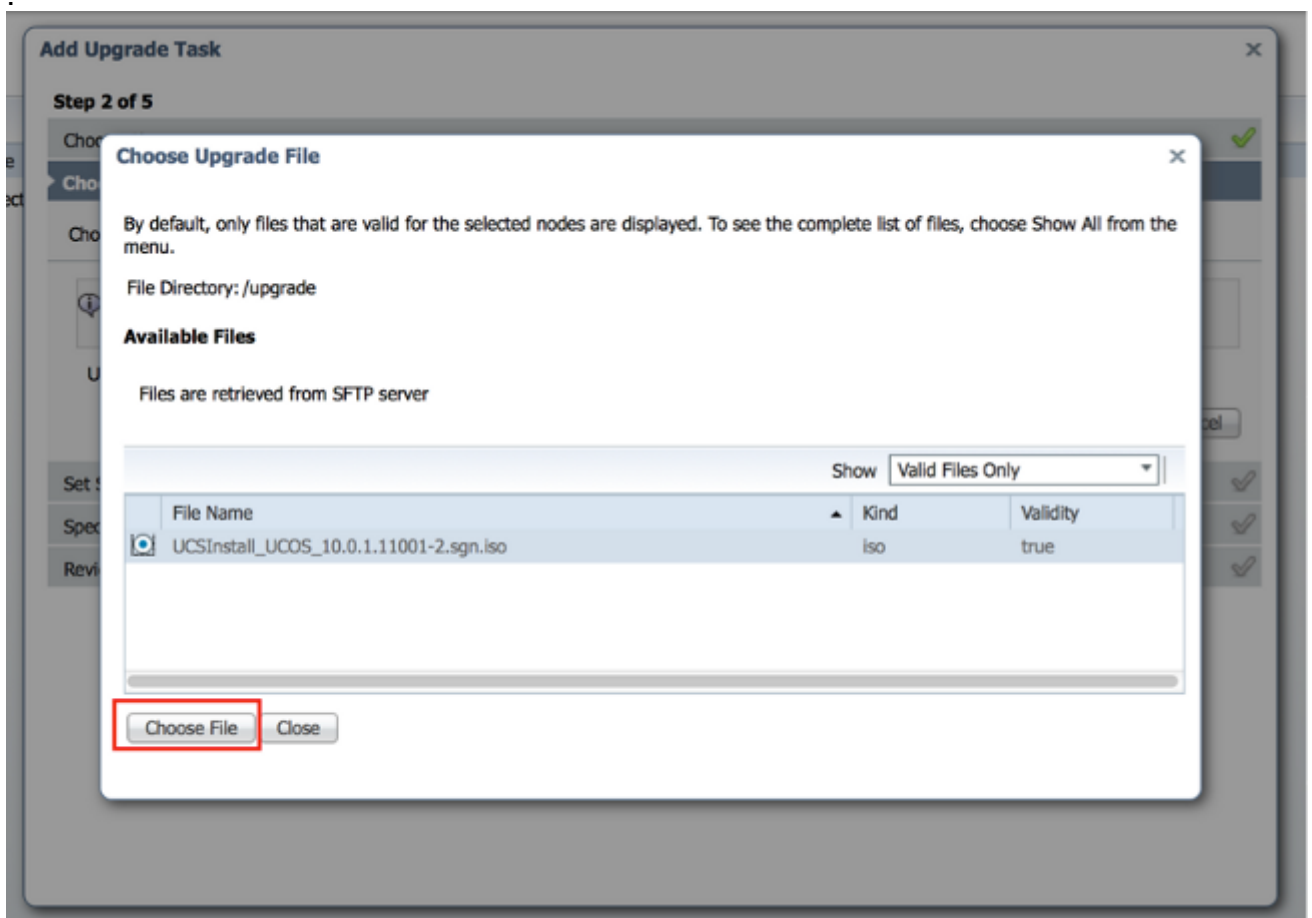 Add Upgrade Task
Step 2 of 5
Choose Upgrade File
By default, only files that are valid for the selected nodes are displayed. To see the complete list of files, choose Show All from the
menu.
File Directory: /upgrade
Available Files
Files are retrieved from SFTP server
Show Valid Files Only
File Name Kind Validity
UCSInstall_UCOS_10.0.1.11001-2.sgn.iso iso true
Choose File Close